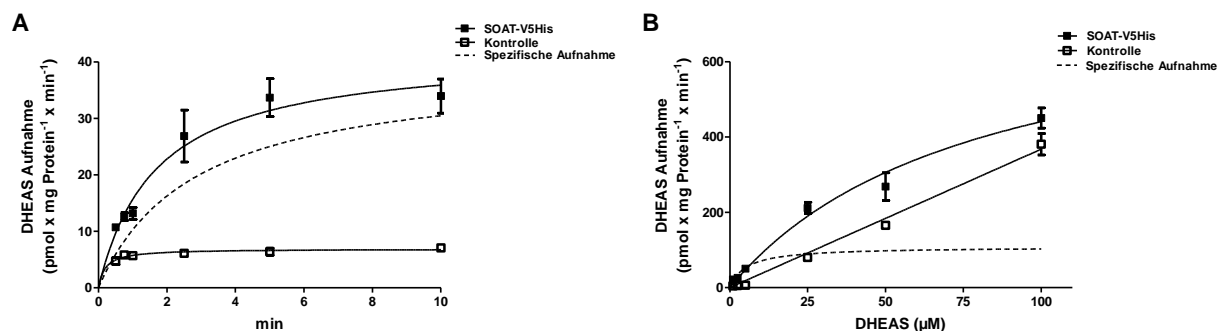 A
SOAT-V5His
Kontrolle
Spezifische Aufnahme
DHEAS Aufnahme
(pmol x mg Protein⁻¹ x min⁻¹)
40
30
20
10
0
0 2 4 6 8 10
min
B
SOAT-V5His
Kontrolle
Spezifische Aufnahme
DHEAS Aufnahme
(pmol x mg Protein⁻¹ x min⁻¹)
600
400
200
0
0 25 50 75 100
DHEAS (µM)